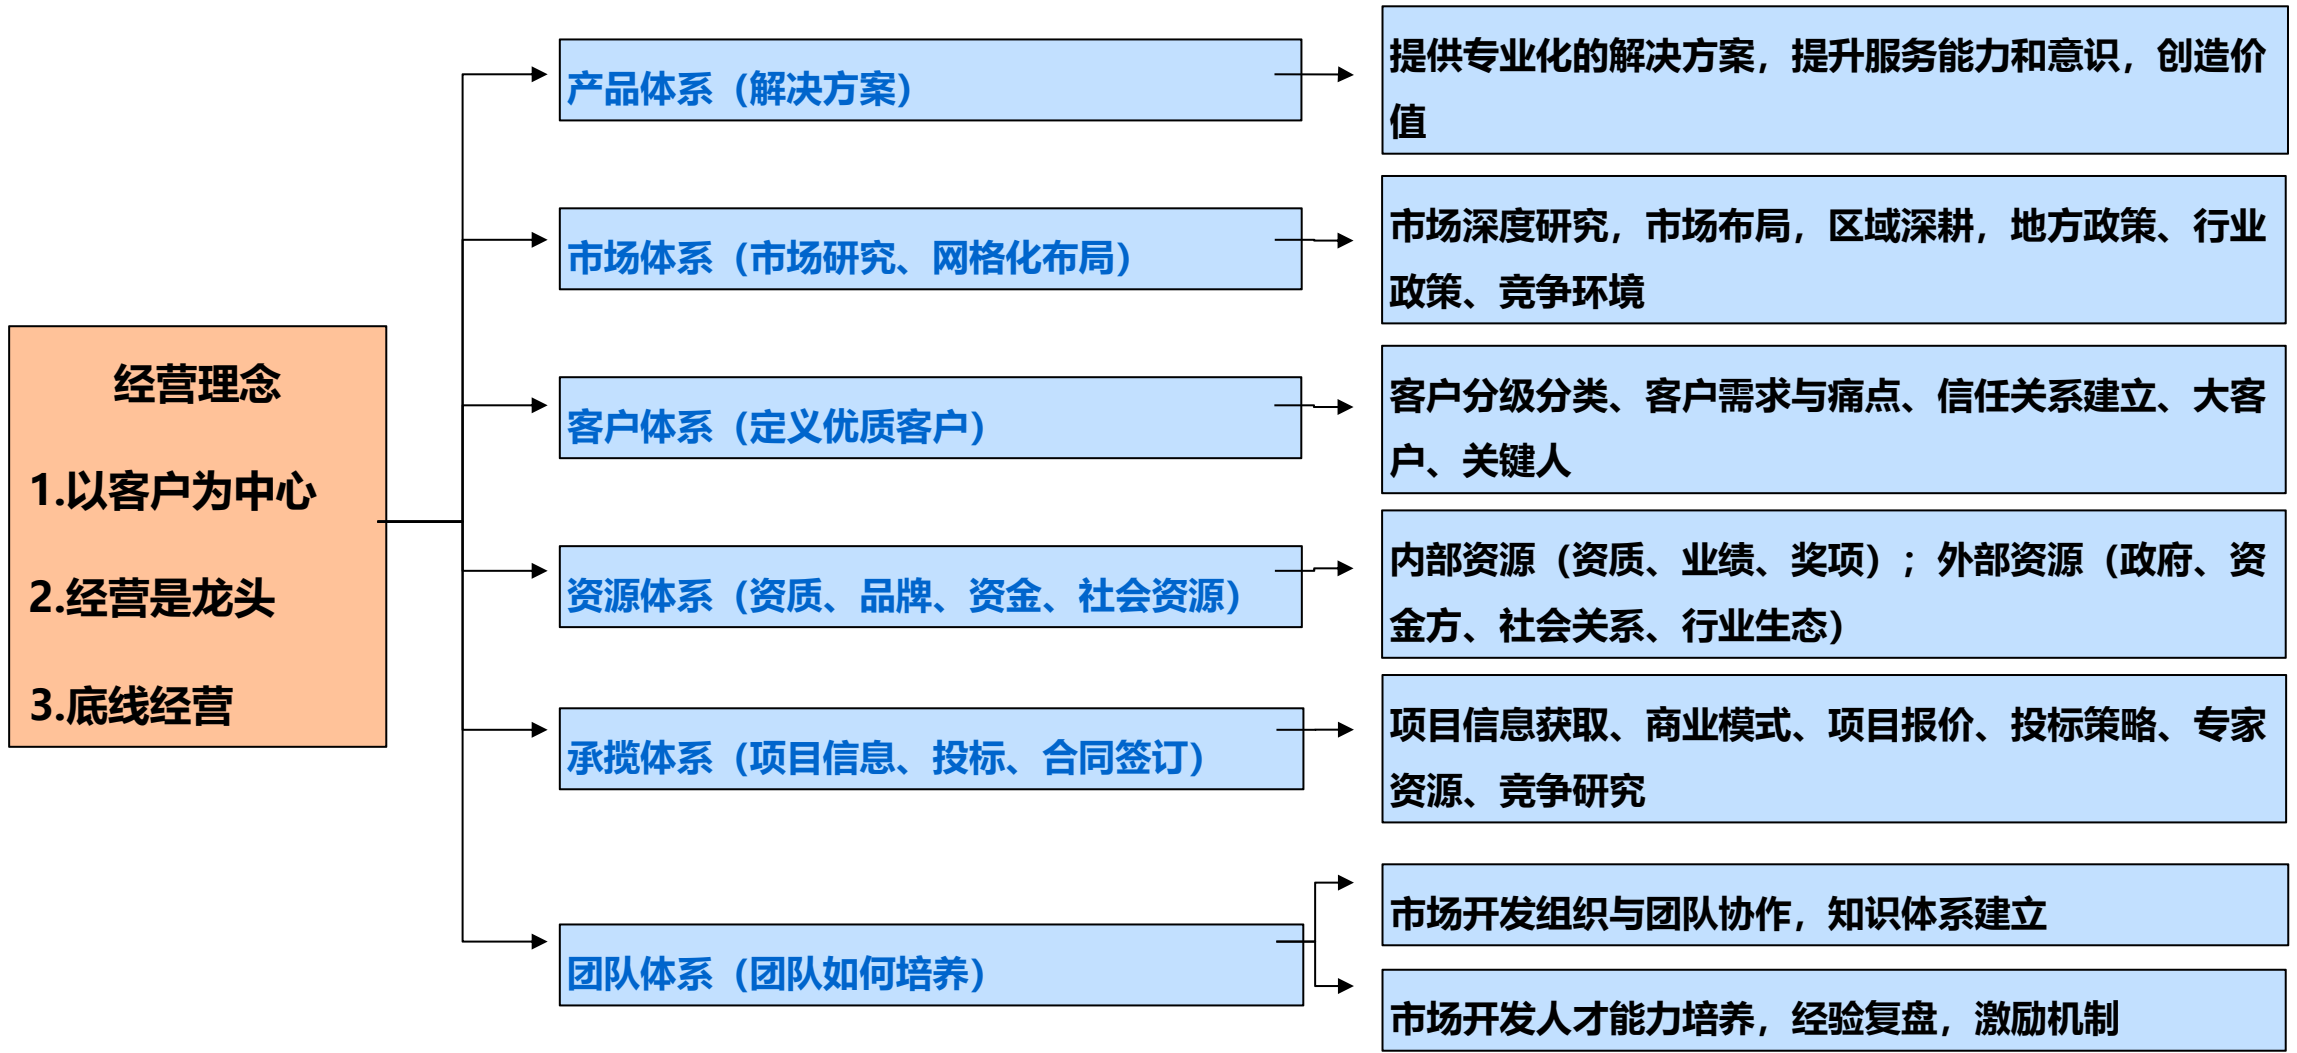 经营理念
1.以客户为中心
2.经营是龙头
3.底线经营
产品体系（解决方案）
提供专业化的解决方案，提升服务能力和意识，创造价
值
市场体系（市场研究、网格化布局）
市场深度研究，市场布局，区域深耕，地方政策、行业
政策、竞争环境
客户体系（定义优质客户）
客户分级分类、客户需求与痛点、信任关系建立、大客
户、关键人
资源体系（资质、品牌、资金、社会资源）
内部资源（资质、业绩、奖项）；外部资源（政府、资
金方、社会关系、行业生态）
承揽体系（项目信息、投标、合同签订）
项目信息获取、商业模式、项目报价、投标策略、专家
资源、竞争研究
团队体系（团队如何培养）
市场开发组织与团队协作，知识体系建立
市场开发人才能力培养，经验复盘，激励机制